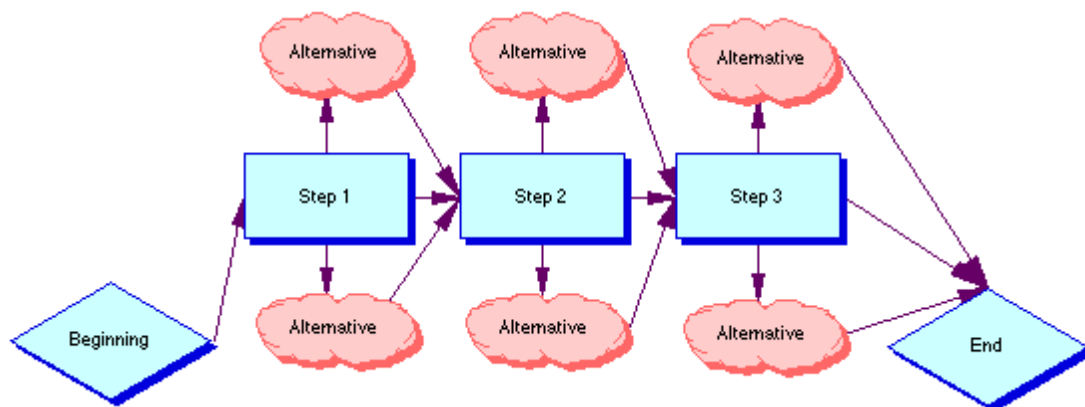 Alternative
Alternative
Alternative
Step 1
Step 2
Step 3
Beginning
Alternative
Alternative
Alternative
End